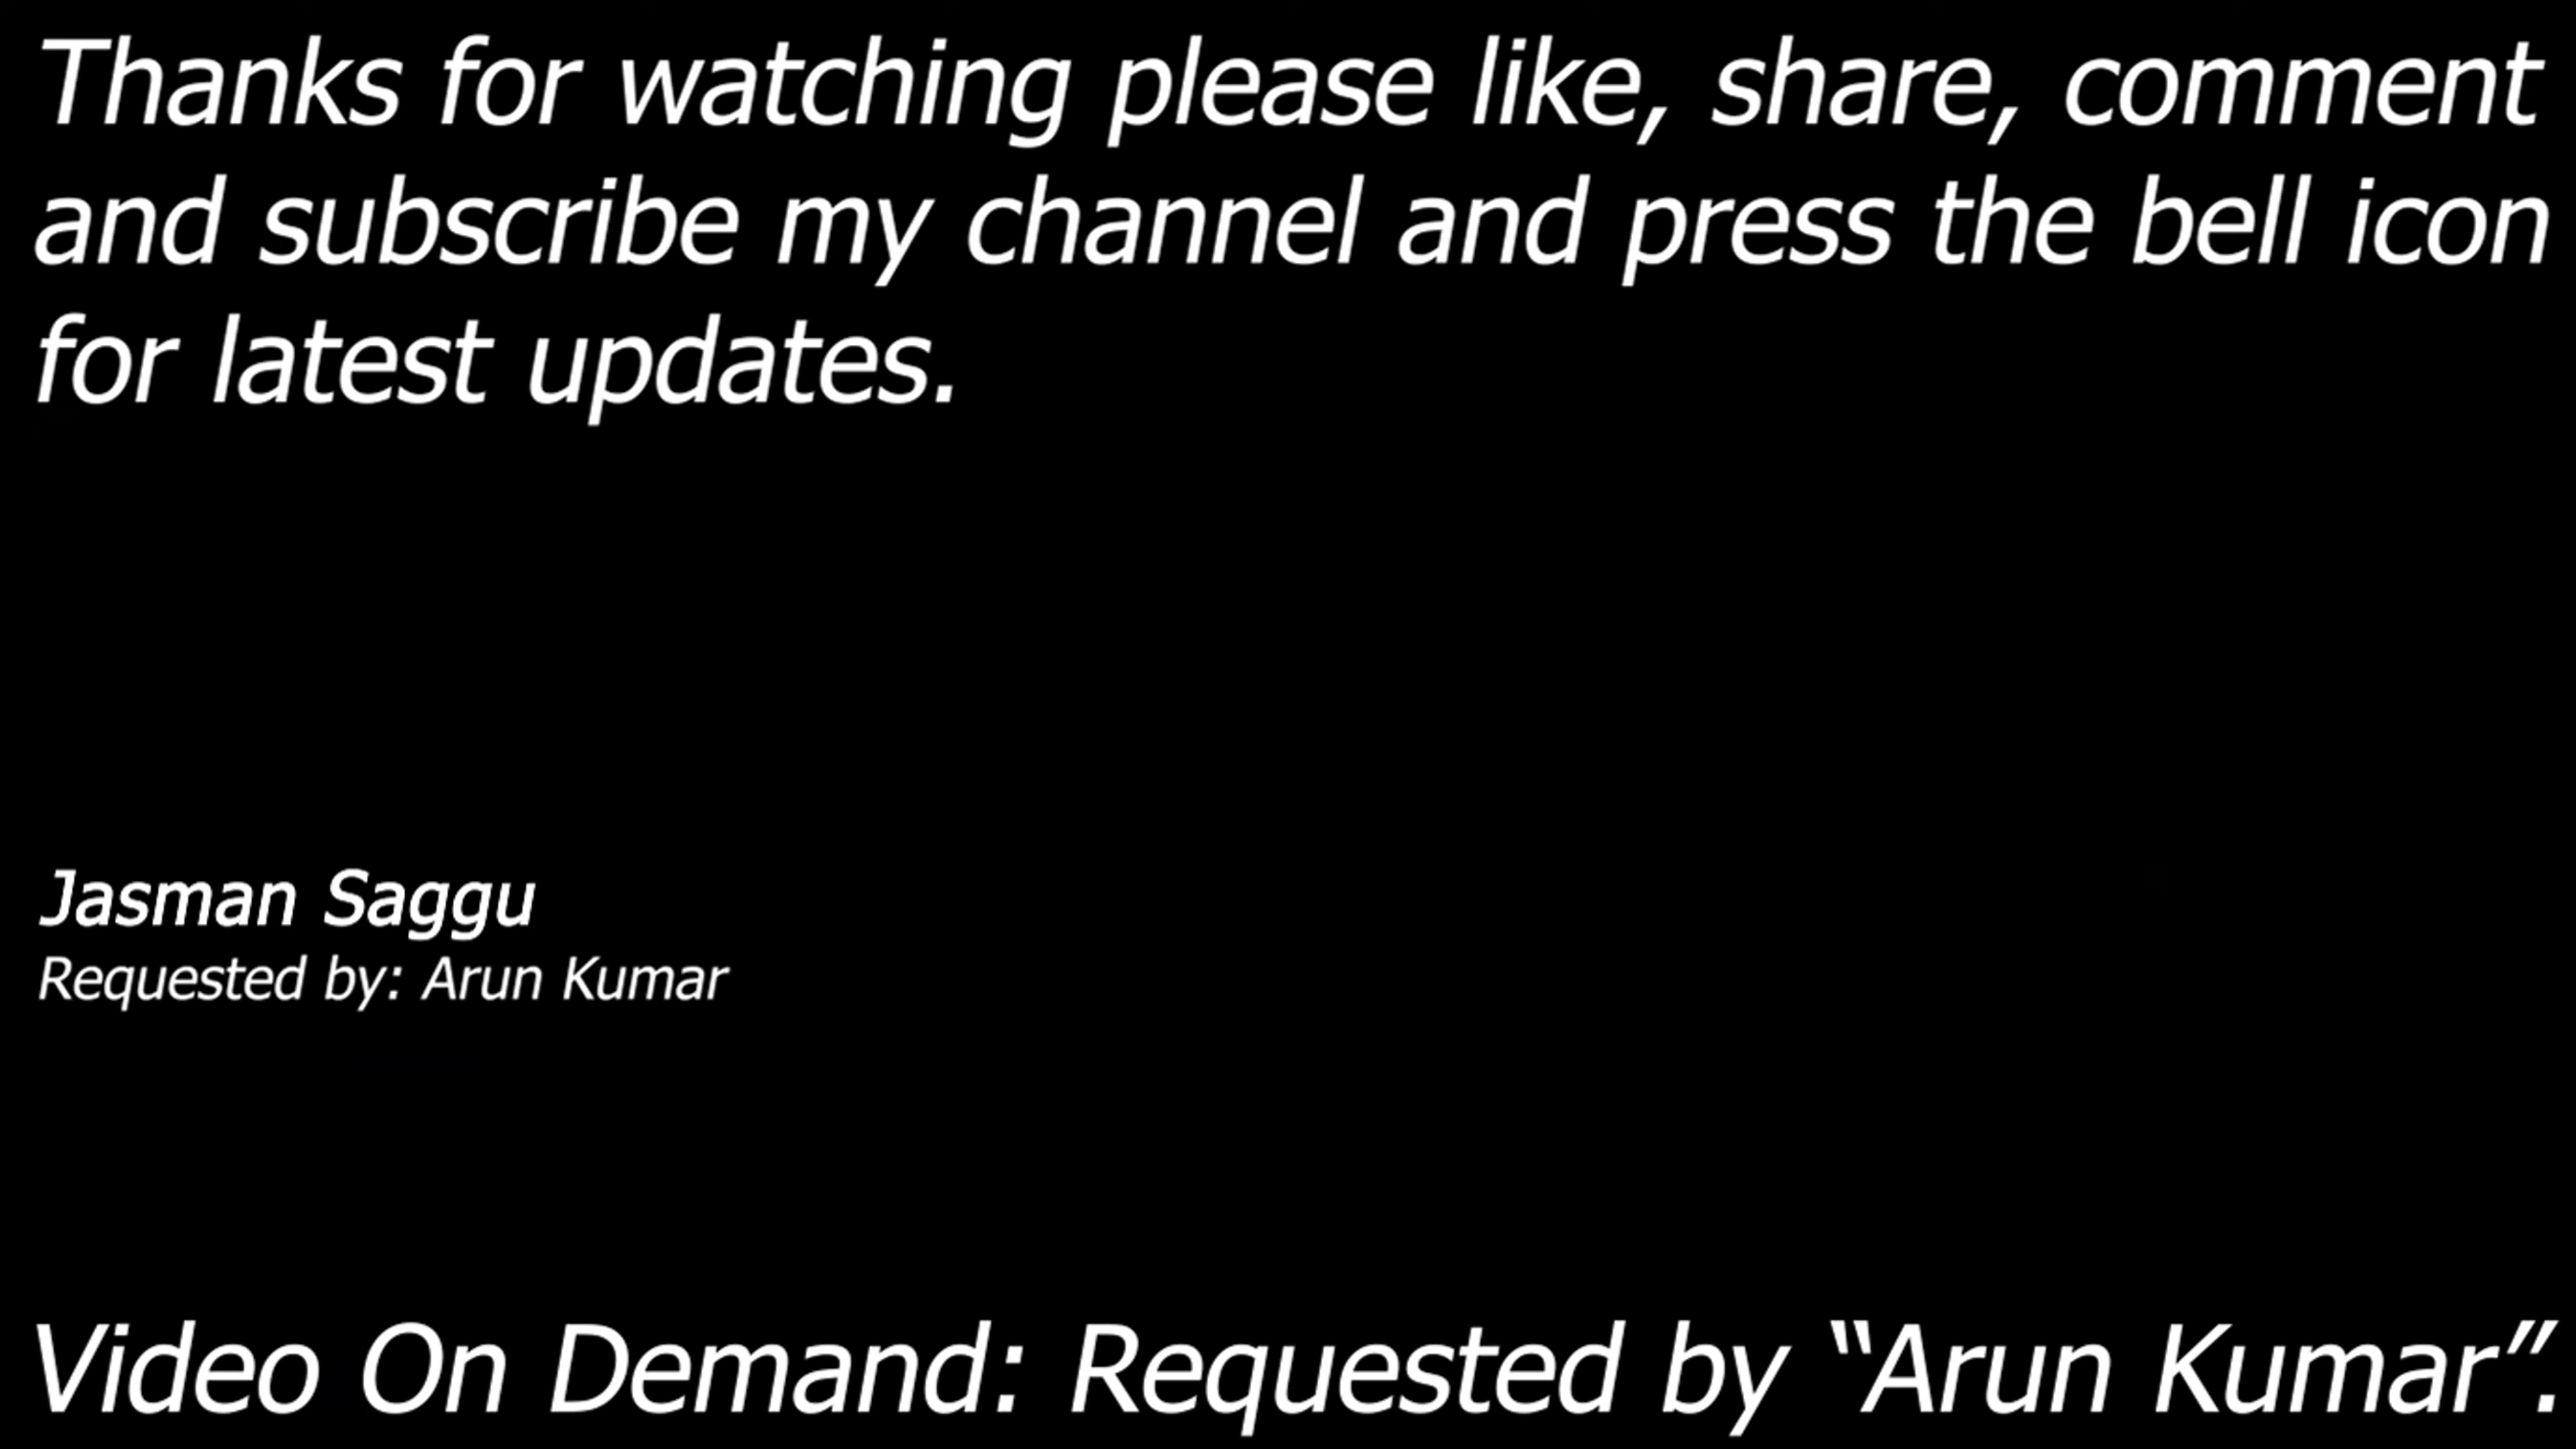 Thanks for watching please like, share, comment
and subscribe my channel and press the bell icon
for latest updates.
Jasman Saggu
Requested by: Arun Kumar
Video On Demand: Requested by “Arun Kumar”.